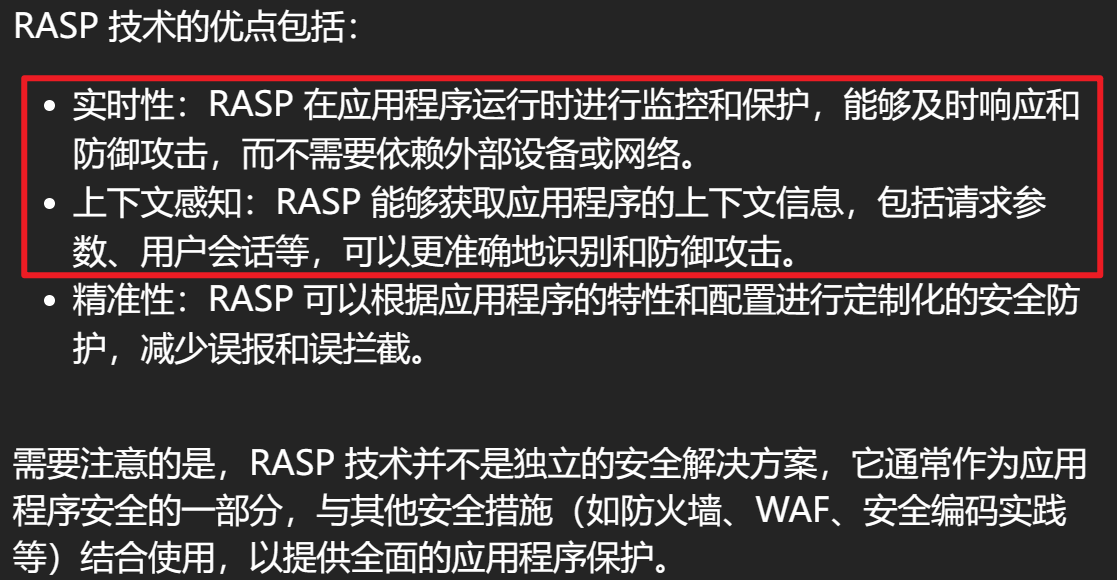 RASP 技术的优点包括：
• 实时性：RASP 在应用程序运行时进行监控和保护，能够及时响应和
防御攻击，而不需要依赖外部设备或网络。
• 上下文感知：RASP 能够获取应用程序的上下文信息，包括请求参
数、用户会话等，可以更准确地识别和防御攻击。
• 精准性：RASP 可以根据应用程序的特性和配置进行定制化的安全防
护，减少误报和误拦截。
需要注意的是，RASP 技术并不是独立的安全解决方案，它通常作为应用
程序安全的一部分，与其他安全措施（如防火墙、WAF、安全编码实践
等）结合使用，以提供全面的应用程序保护。